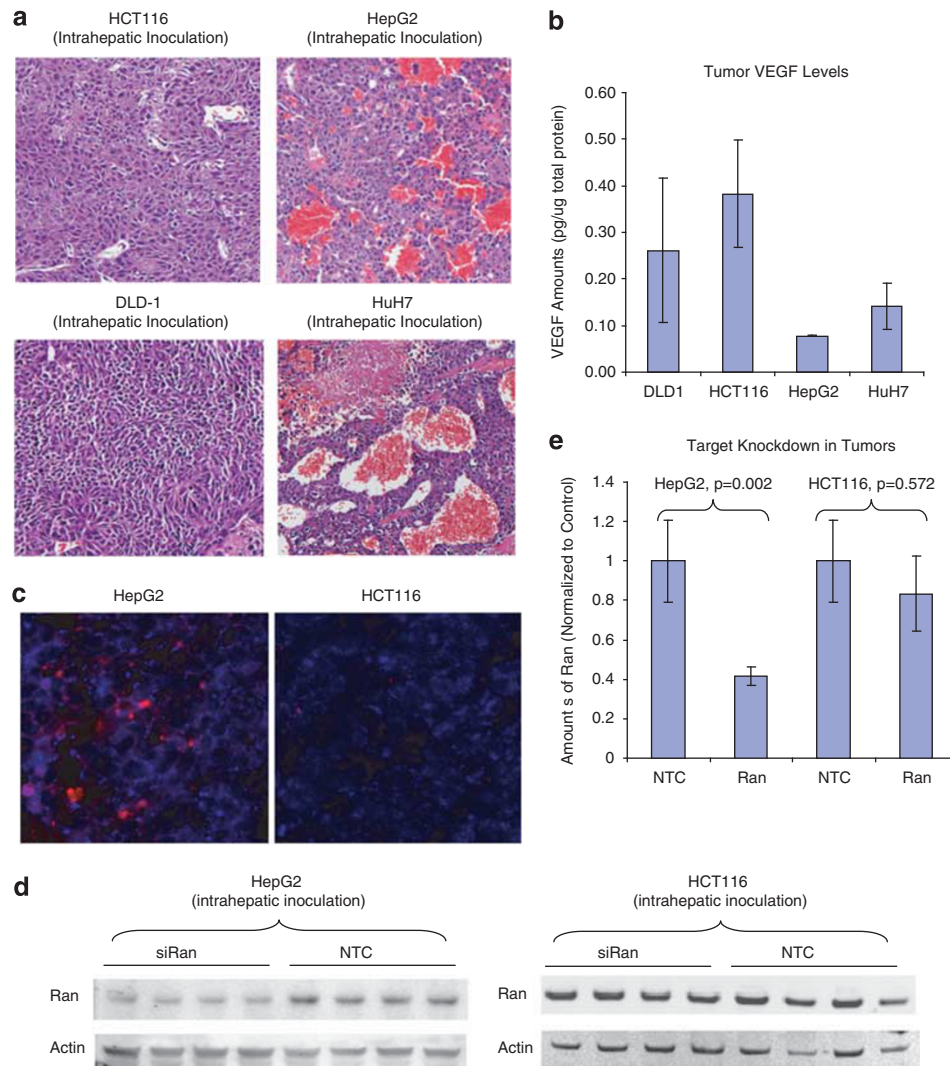 a
HCT116
(Intrahepatic Inoculation)
HepG2
(Intrahepatic Inoculation)
DLD-1
(Intrahepatic Inoculation)
HuH7
(Intrahepatic Inoculation)
b
Tumor VEGF Levels
VEGF Amounts (pg/ug total protein)
0.60
0.50
0.40
0.30
0.20
0.10
0.00
DLD1 HCT116 HepG2 HuH7
c
HepG2
HCT116
e
Target Knockdown in Tumors
Amount s of Ran (Normalized to Control)
1.4
1.2
1
0.8
0.6
0.4
0.2
0
HepG2, p=0.002
HCT116, p=0.572
NTC Ran NTC Ran
d
HepG2
(intrahepatic inoculation)
siRan NTC
Ran
Actin
HCT116
(intrahepatic inoculation)
siRan NTC
Ran
Actin